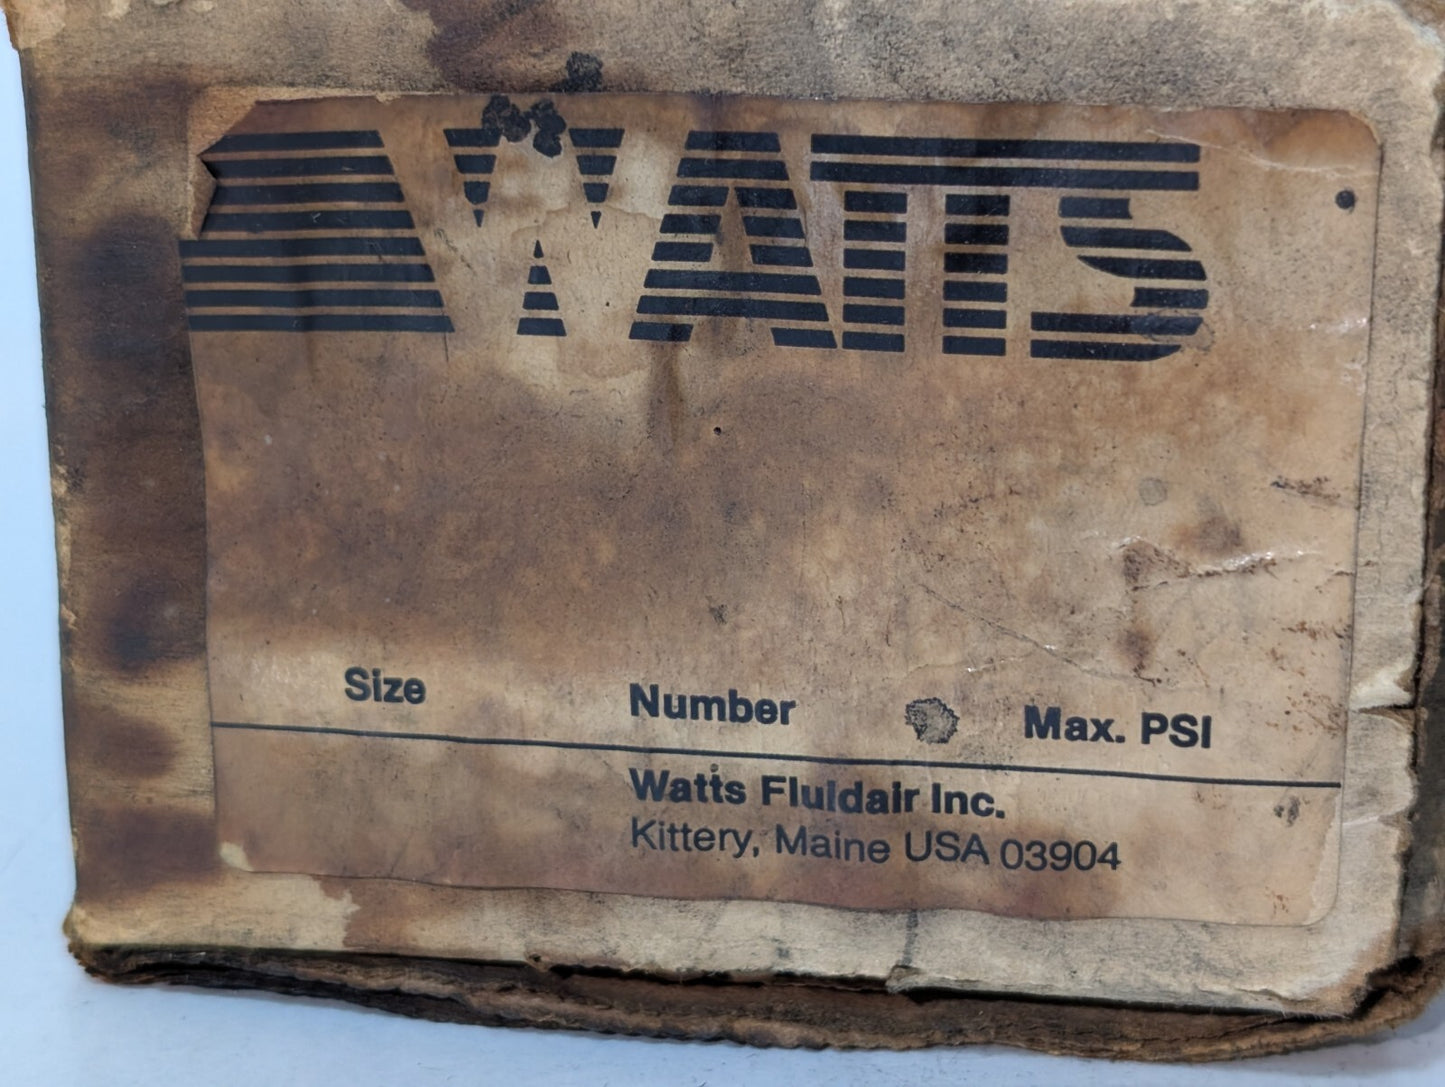 WATTS
Size Number Max. PSI
Watts Fluidair Inc.
Kittery, Maine USA 03904